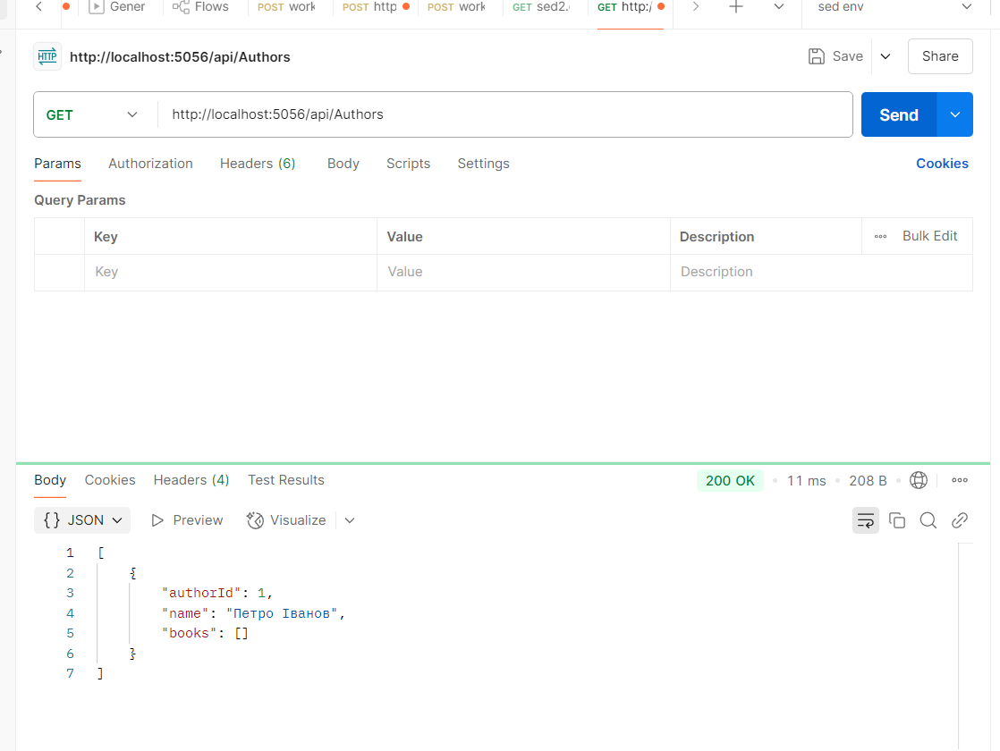 Gener Flows POST work POST http POST work GET sed2. GET http:/ sed env
HTTP http://localhost:5056/api/Authors Save Share
GET http://localhost:5056/api/Authors Send
Params Authorization Headers (6) Body Scripts Settings Cookies
Query Params
Key Value Description Bulk Edit
Key Value Description
Body Cookies Headers (4) Test Results 200 OK 11 ms 208 B
{} JSON Preview Visualize
1 [
2 {
3 "authorId": 1,
4 "name": "Петро Іванов",
5 "books": []
6 }
7 ]